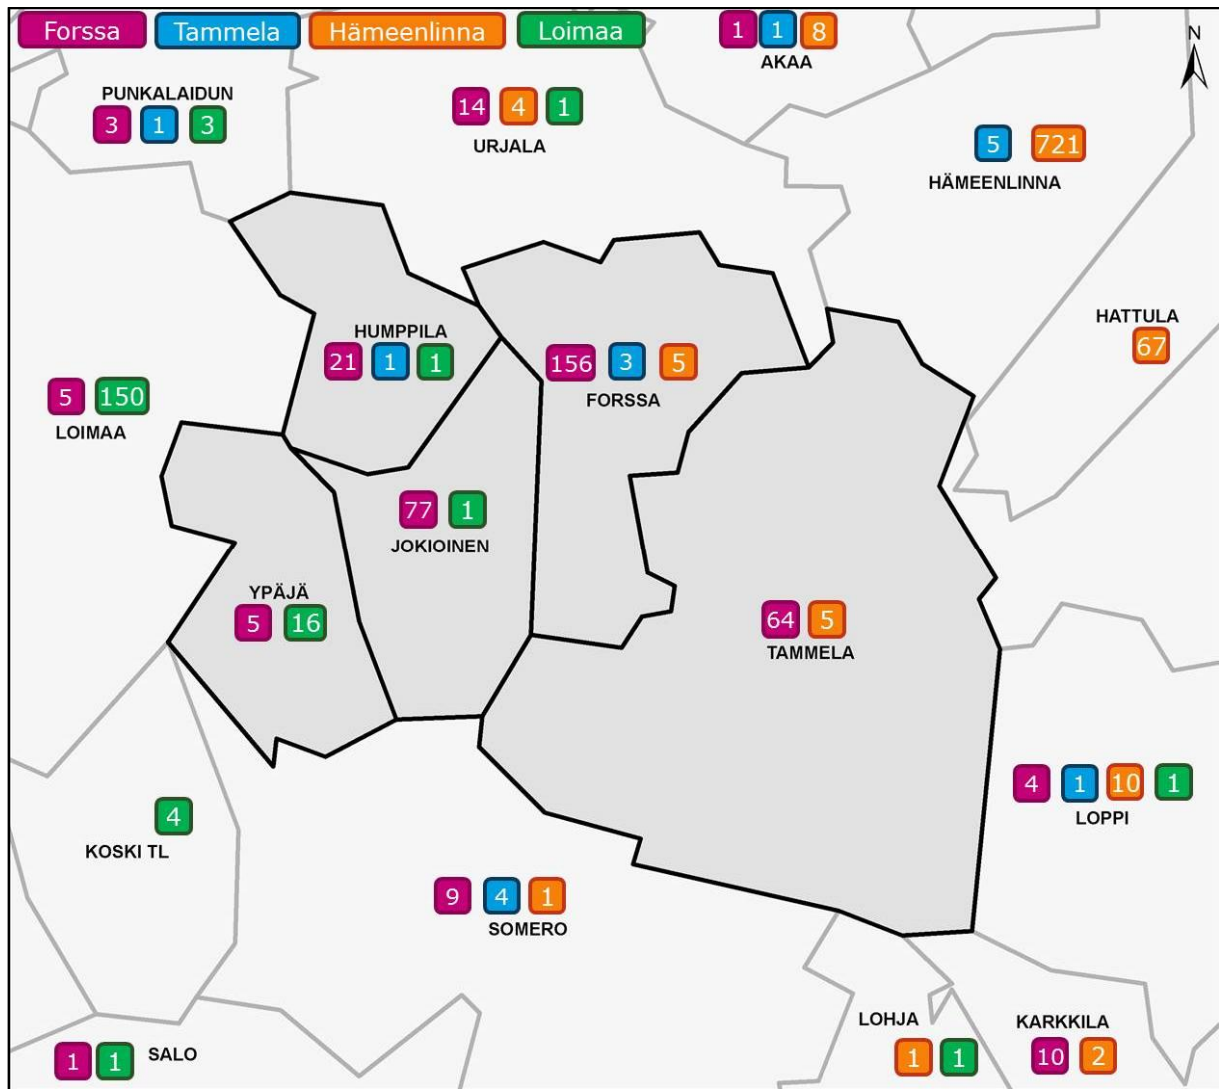 Forssa Tammela Hämeenlinna Loimaa
1 1 8
AKAA
N
PUNKALAIDUN
3 1 3
14 4 1
URJALA
5 721
HÄMEENLINNA
HATTULA
67
HUMPPILA
21 1 1
156 3 5
FORSSA
5 150
LOIMAA
77 1
JOKIOINEN
YPÄJÄ
5 16
64 5
TAMMELA
4 1 10 1
LOPPI
4
KOSKI TL
9 4 1
SOMERO
LOHJA
1 1
KARKKILA
10 2
1 1 SALO